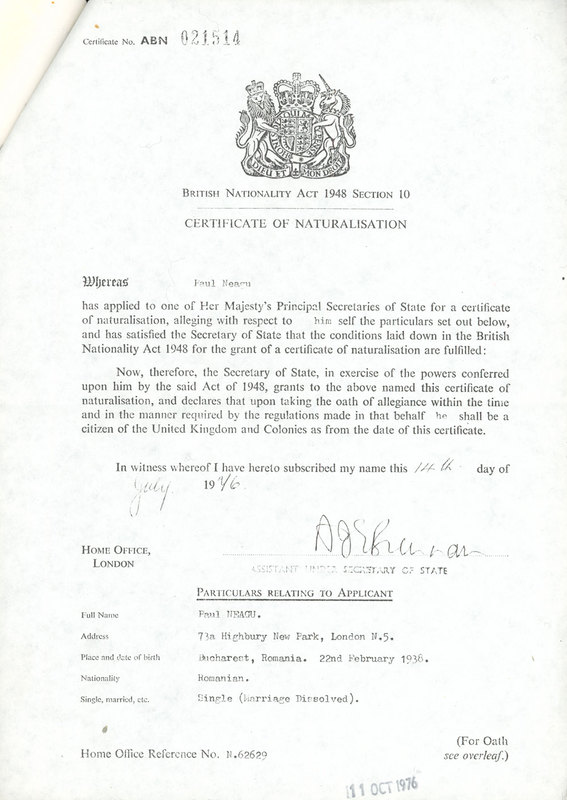 Certificate No. ABN 021514
DIEU ET MON DROIT
BRITISH NATIONALITY ACT 1948 SECTION 10
CERTIFICATE OF NATURALISATION
Whereas Paul Neagu
has applied to one of Her Majesty's Principal Secretaries of State for a certificate
of naturalisation, alleging with respect to him self the particulars set out below,
and has satisfied the Secretary of State that the conditions laid down in the British
Nationality Act 1948 for the grant of a certificate of naturalisation are fulfilled:
Now, therefore, the Secretary of State, in exercise of the powers conferred
upon him by the said Act of 1948, grants to the above named this certificate of
naturalisation, and declares that upon taking the oath of allegiance within the time
and in the manner required by the regulations made in that behalf he shall be a
citizen of the United Kingdom and Colonies as from the date of this certificate.
In witness whereof I have hereto subscribed my name this 14th day of
July 1976.
HOME OFFICE,
LONDON
ASSISTANT UNDER SECRETARY OF STATE
PARTICULARS RELATING TO APPLICANT
Full Name Paul NEAGU.
Address 73a Highbury New Park, London N.5.
Place and date of birth Bucharest, Romania. 22nd February 1938.
Nationality Romanian.
Single, married, etc. Single (Marriage Dissolved).
(For Oath
see overleaf.)
Home Office Reference No. N.62629
11 OCT 1976